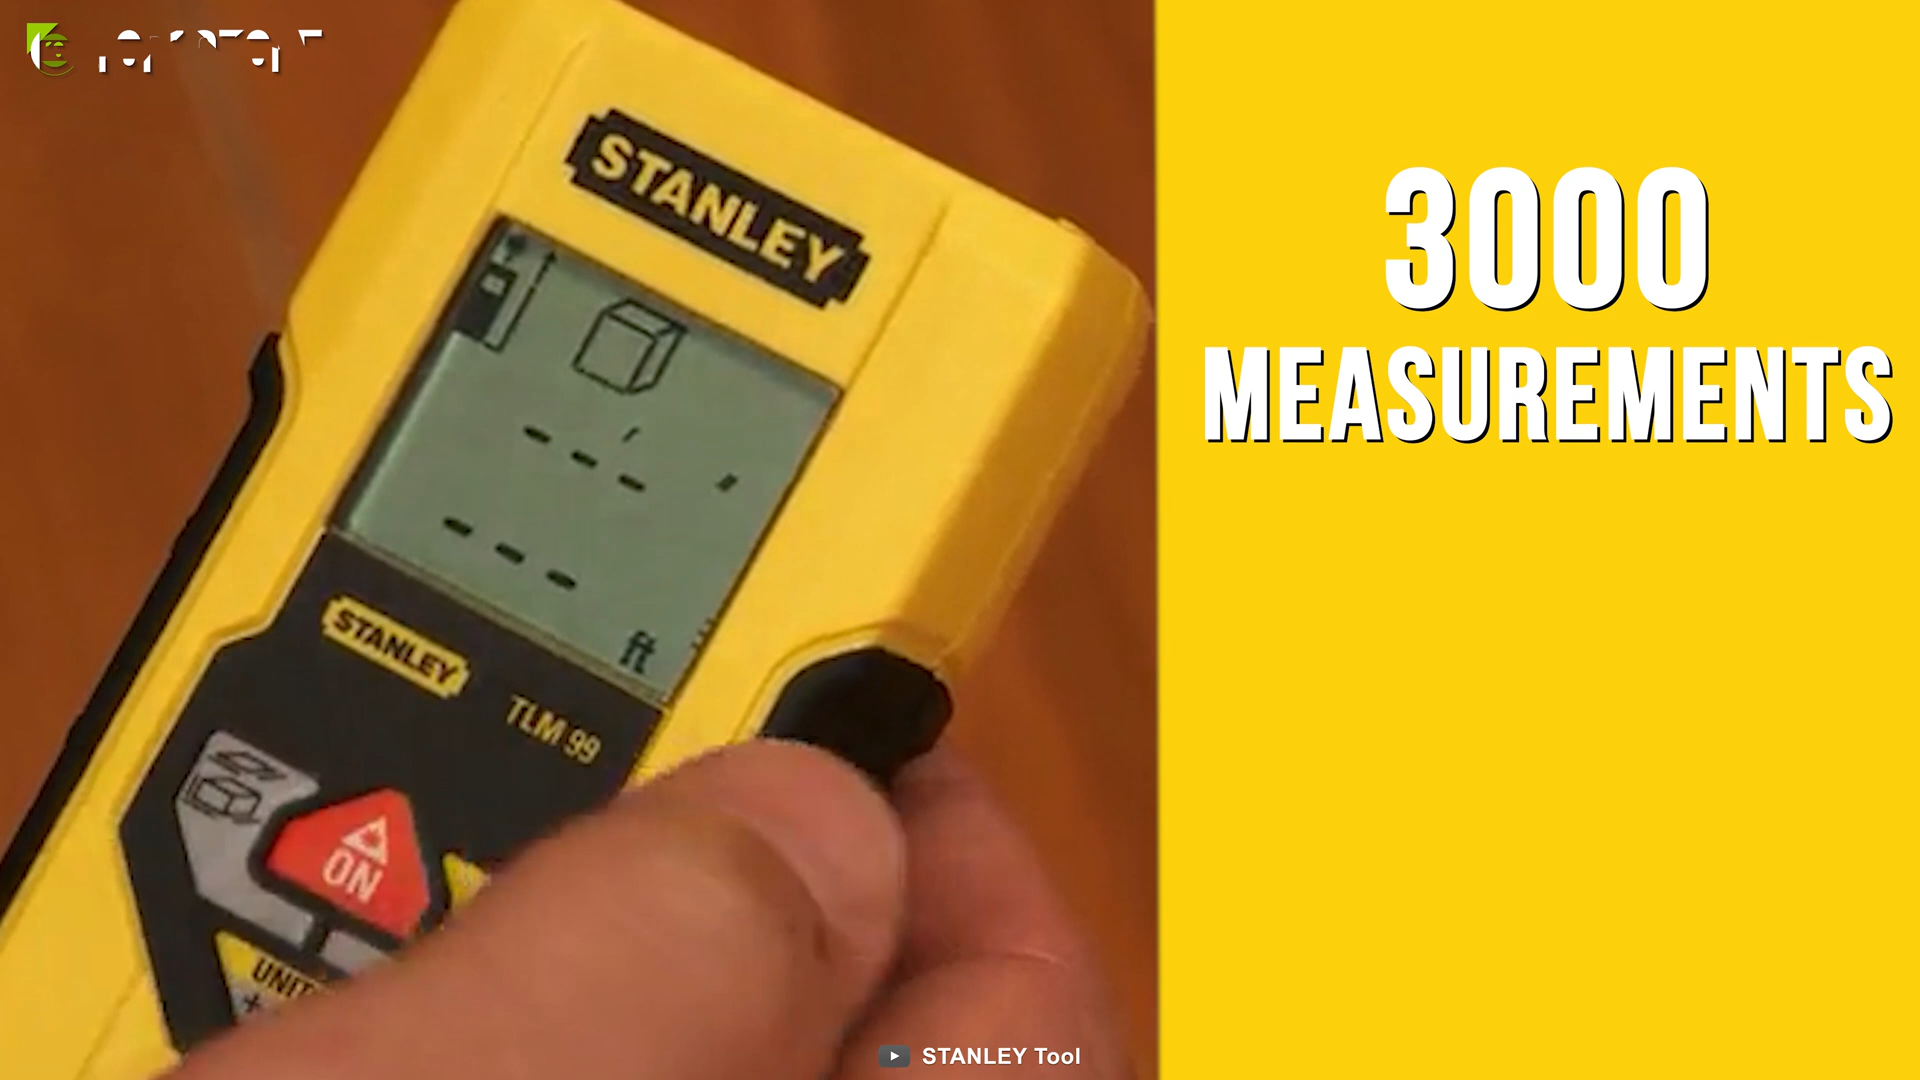 STANLEY
ft
STANLEY
TLM 99
ON
+
3000
MEASUREMENTS
STANLEY Tool